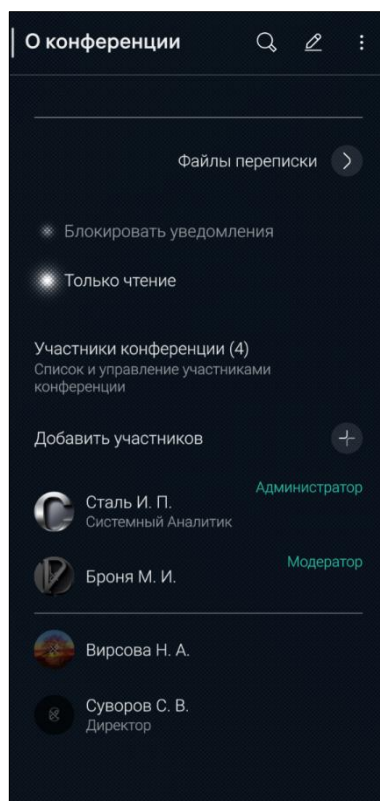 О конференции
Файлы переписки
Блокировать уведомления
Только чтение
Участники конференции (4)
Список и управление участниками
конференции
Добавить участников
Администратор
Сталь И. П.
Системный Аналитик
Модератор
Броня М. И.
Вирсова Н. А.
Суворов С. В.
Директор